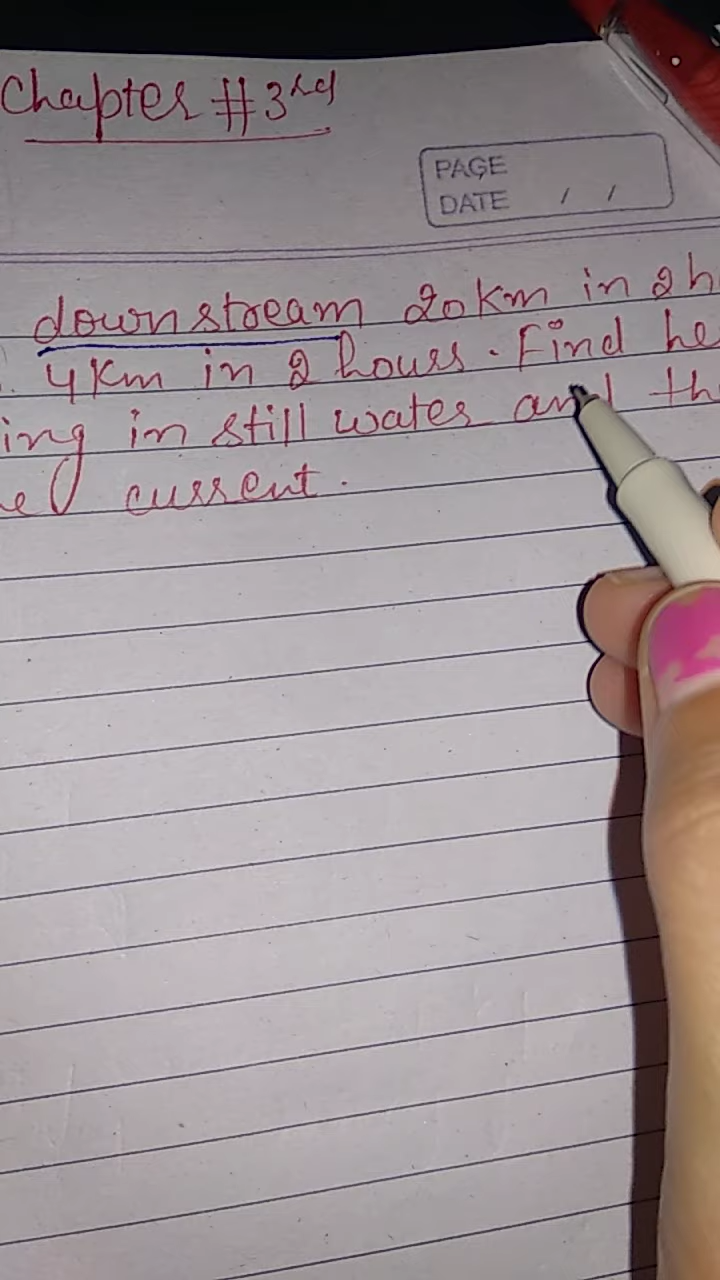 Chapter #3rd
PAGE
DATE / /
downstream 20km in 2h
4km in 2 hours. Find he
ing in still water and th
e current.